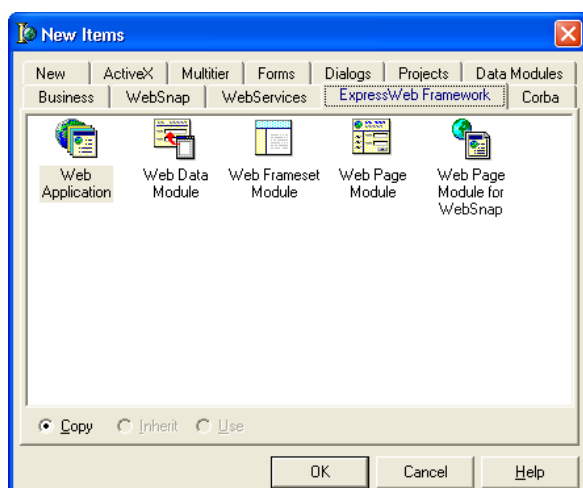 New Items
New ActiveX Multitier Forms Dialogs Projects Data Modules
Business WebSnap WebServices ExpressWeb Framework Corba
Web Application
Web Data Module
Web Frameset Module
Web Page Module
Web Page Module for WebSnap
Copy Inherit Use
OK Cancel Help